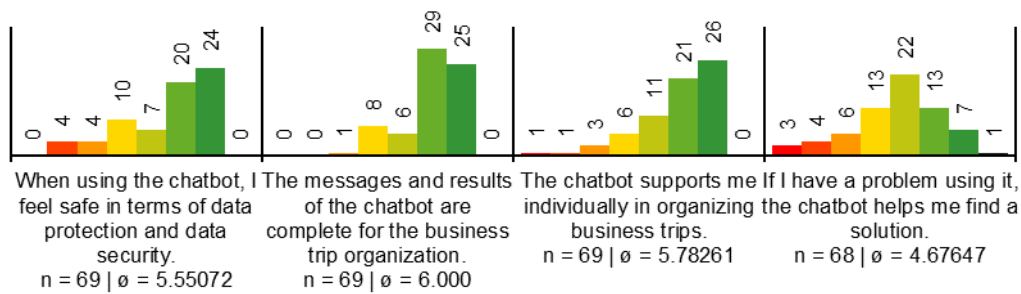 0 4 4 10 7 20 24 0
When using the chatbot, I
feel safe in terms of data
protection and data
security.
n = 69 | ø = 5.55072
0 0 1 8 6 29 25 0
The messages and results
of the chatbot are
complete for the business
trip organization.
n = 69 | ø = 6.000
1 1 3 6 11 21 26 0
The chatbot supports me
individually in organizing
business trips.
n = 69 | ø = 5.78261
3 4 6 13 22 13 7 1
If I have a problem using it,
the chatbot helps me find a
solution.
n = 68 | ø = 4.67647